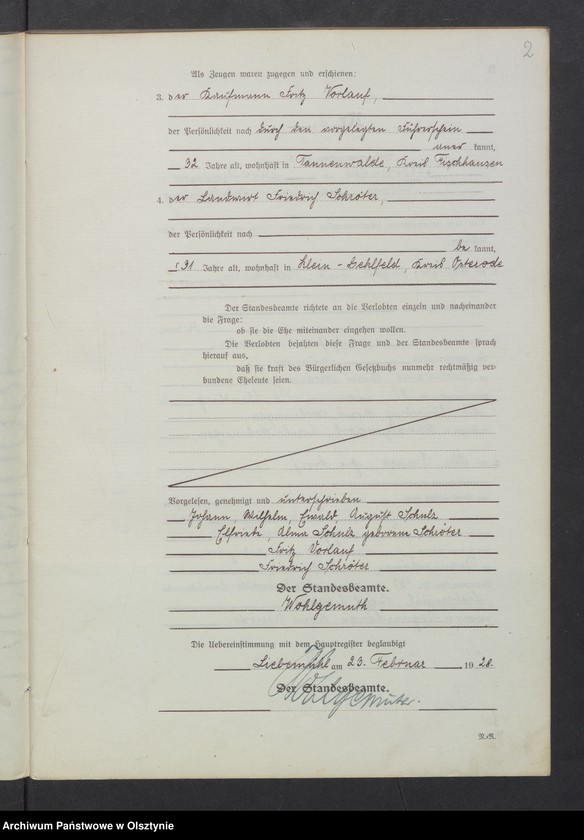 2
Als Zeugen waren zugegen und erschienen:
3. der Kaufmann Fritz Vorlauf,
der Persönlichkeit nach durch den vorgelegten Führerschein
aner kannt,
32 Jahre alt, wohnhaft in Tannenwalde, Kreis Fischhausen
4. der Landwirt Friedrich Schröter,
der Persönlichkeit nach
be kannt,
31 Jahre alt, wohnhaft in Klein-Gehlfeld, Kreis Osterode
Der Standesbeamte richtete an die Verlobten einzeln und nacheinander
die Frage:
ob sie die Ehe miteinander eingehen wollen.
Die Verlobten bejahten diese Frage und der Standesbeamte sprach
hierauf aus,
daß sie kraft des Bürgerlichen Gesetzbuchs nunmehr rechtmäßig ver-
bundene Eheleute seien.
Vorgelesen, genehmigt und unterschrieben
Johann, Wilhelm, Ewald, August Schulz
Elfriede, Alma Schulz geborene Schröter
Fritz Vorlauf
Friedrich Schröter
Der Standesbeamte.
Wohlgemuth
Die Uebereinstimmung mit dem Hauptregister beglaubigt
Liebemühl am 23. Februar 1928.
Der Standesbeamte.
Wohlgemuth.
Archiwum Państwowe w Olsztynie